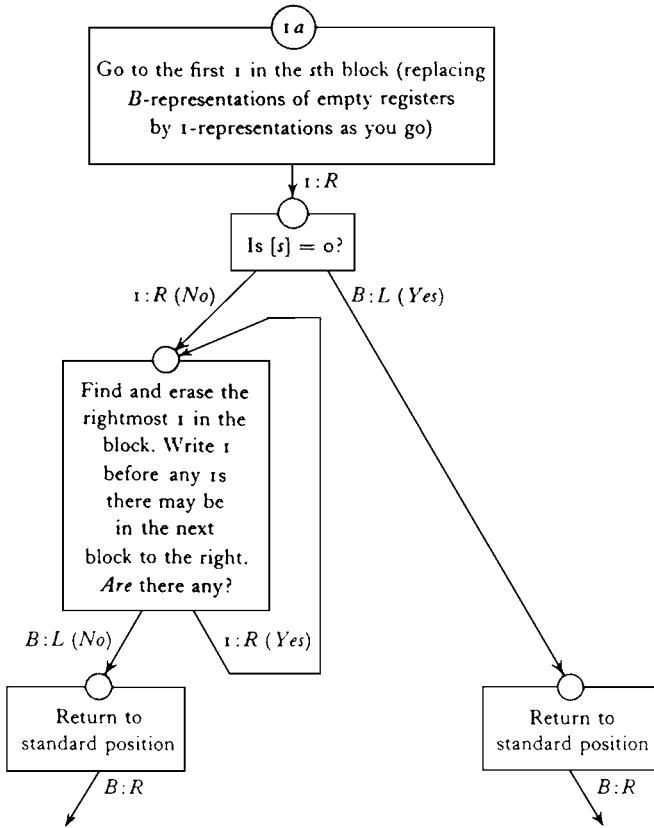 1a
Go to the first 1 in the sth block (replacing
B-representations of empty registers
by 1-representations as you go)
1:R
Is [s] = 0?
1:R (No)
B:L (Yes)
Find and erase the
rightmost 1 in the
block. Write 1
before any 1s
there may be
in the next
block to the right.
Are there any?
B:L (No)
1:R (Yes)
Return to
standard position
B:R
Return to
standard position
B:R